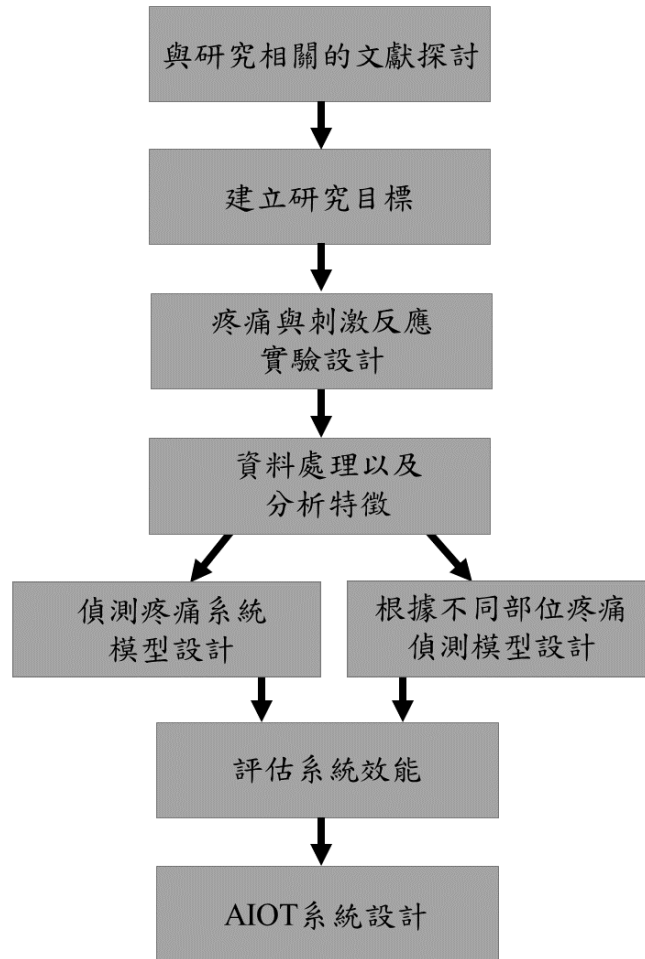 與研究相關的文獻探討
建立研究目標
疼痛與刺激反應
實驗設計
資料處理以及
分析特徵
偵測疼痛系統
模型設計
根據不同部位疼痛
偵測模型設計
評估系統效能
AIOT系統設計